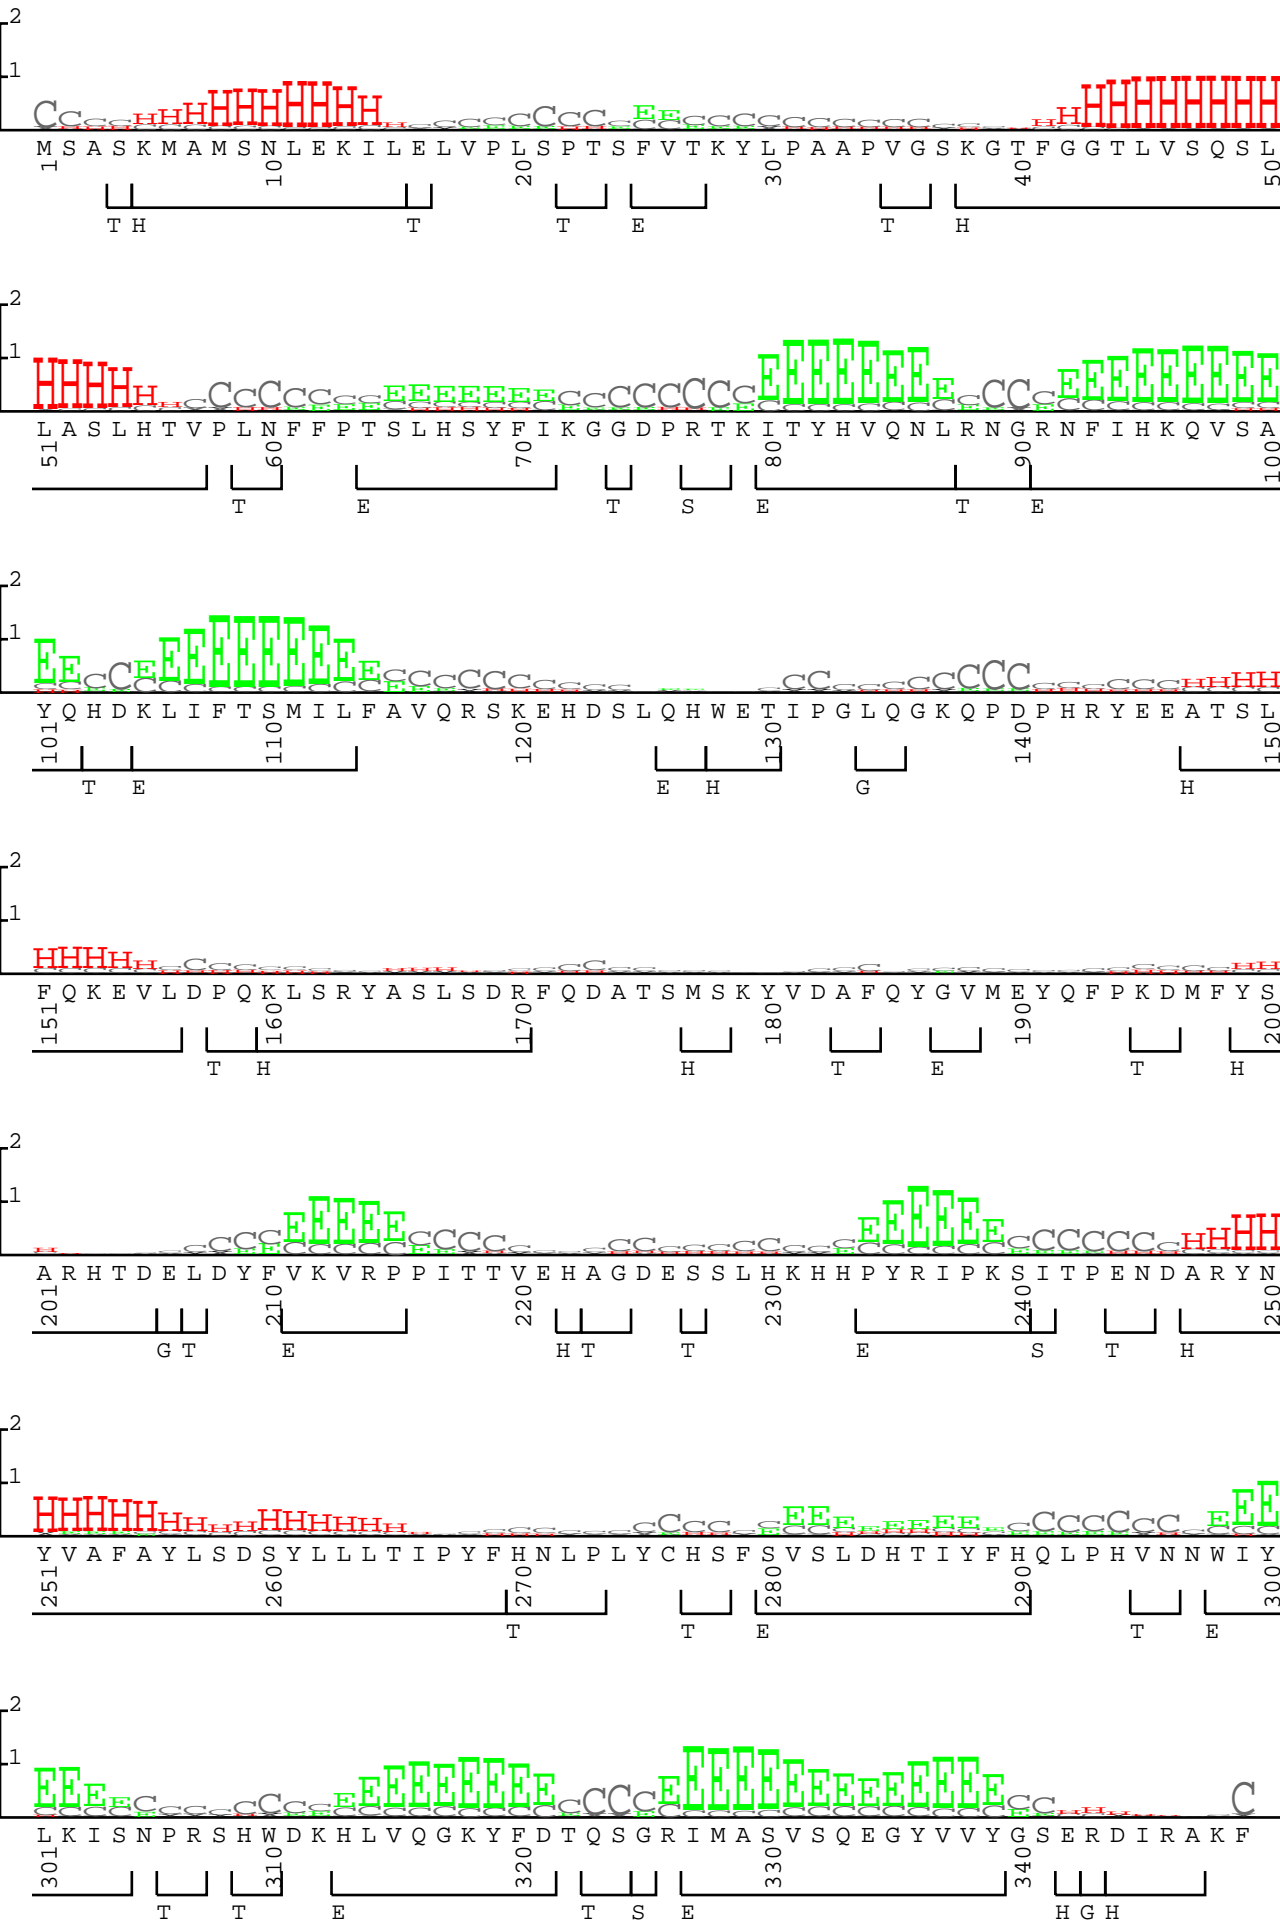 2
1
M S A S K M A M S N L E K I L E L V P L S P T S F V T K Y L P A A P V G S K G T F G G T L V S Q S L
1 10 20 30 40 50
T H T T E T H
2
1
L A S L H T V P L N F F P T S L H S Y F I K G G D P R T K I T Y H V Q N L R N G R N F I H K Q V S A
51 60 70 80 90 100
T E T S E T E
2
1
Y Q H D K L I F T S M I L F A V Q R S K E H D S L Q H W E T I P G L Q G K Q P D P H R Y E E A T S L
101 110 120 130 140 150
T E E H G H
2
1
F Q K E V L D P Q K L S R Y A S L S D R F Q D A T S M S K Y V D A F Q Y G V M E Y Q F P K D M F Y S
151 160 170 180 190 200
T H H T E T H
2
1
A R H T D E L D Y F V K V R P P I T T V E H A G D E S S L H K H H P Y R I P K S I T P E N D A R Y N
201 210 220 230 240 250
G T E H T T E S T H
2
1
Y V A F A Y L S D S Y L L L T I P Y F H N L P L Y C H S F S V S L D H T I Y F H Q L P H V N N W I Y
251 260 270 280 290 300
T T E T E
2
1
L K I S N P R S H W D K H L V Q G K Y F D T Q S G R I M A S V S Q E G Y V V Y G S E R D I R A K F
301 310 320 330 340
T T E T S E H G H